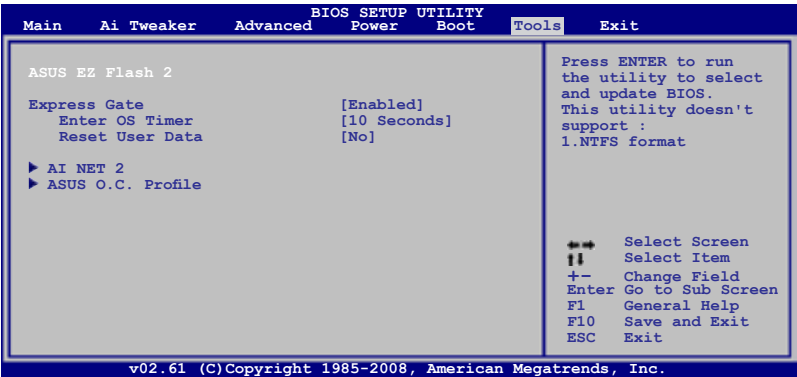 BIOS SETUP UTILITY
Main Ai Tweaker Advanced Power Boot Tools Exit
ASUS EZ Flash 2
Express Gate [Enabled]
Enter OS Timer [10 Seconds]
Reset User Data [No]
AI NET 2
ASUS O.C. Profile
Press ENTER to run
the utility to select
and update BIOS.
This utility doesn't
support :
1.NTFS format
Select Screen
Select Item
+- Change Field
Enter Go to Sub Screen
F1 General Help
F10 Save and Exit
ESC Exit
v02.61 (C)Copyright 1985-2008, American Megatrends, Inc.